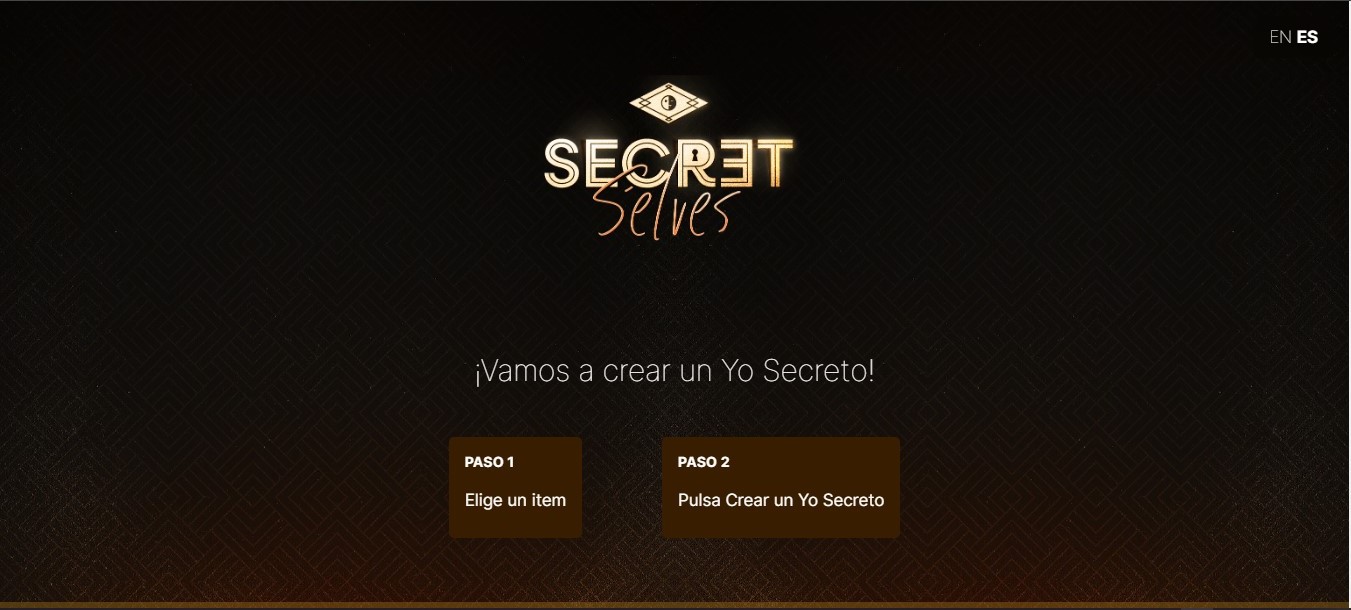 EN ES
SECRET
Selves
¡Vamos a crear un Yo Secreto!
PASO 1
Elige un item
PASO 2
Pulsa Crear un Yo Secreto